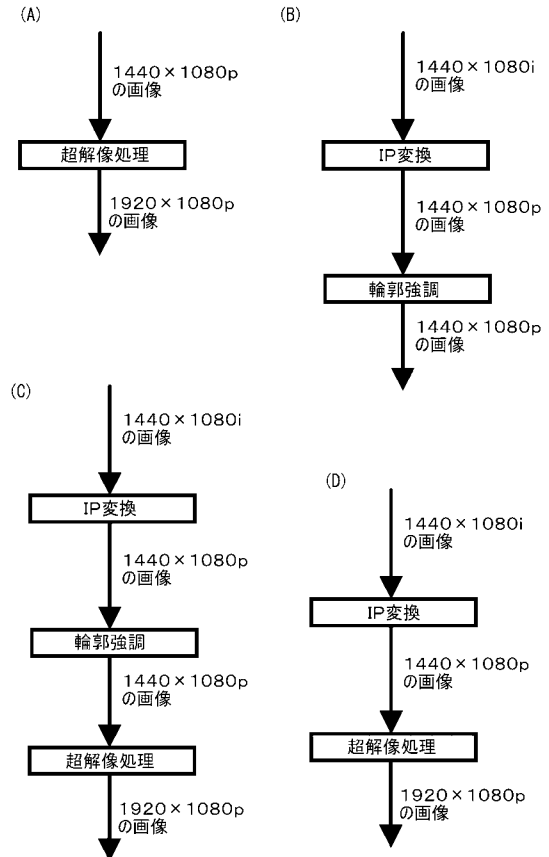 (A)
1440×1080p
の画像
超解像処理
1920×1080p
の画像
(B)
1440×1080i
の画像
IP変換
1440×1080p
の画像
輪郭強調
1440×1080p
の画像
(C)
1440×1080i
の画像
IP変換
1440×1080p
の画像
輪郭強調
1440×1080p
の画像
超解像処理
1920×1080p
の画像
(D)
1440×1080i
の画像
IP変換
1440×1080p
の画像
超解像処理
1920×1080p
の画像